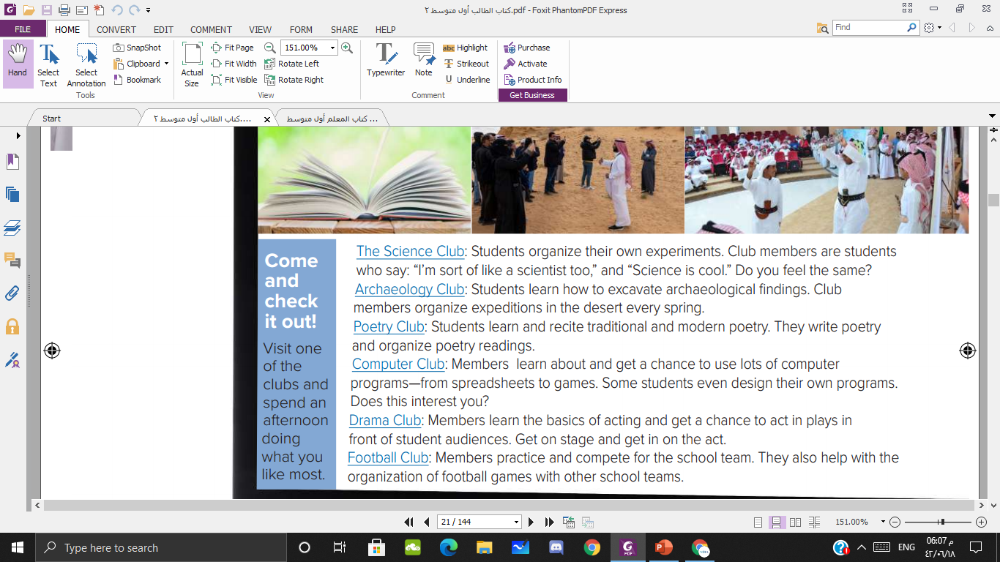 كتاب الطالب أول متوسط ٢.pdf - Foxit PhantomPDF Express
FILE HOME CONVERT EDIT COMMENT VIEW FORM SHARE HELP
Find
Hand
Select Text
Select Annotation
SnapShot
Clipboard
Bookmark
Tools
Actual Size
Fit Page
Fit Width
Fit Visible
151.00%
Rotate Left
Rotate Right
View
Typewriter
Note
abc Highlight
T Strikeout
U Underline
Comment
Purchase
Activate
Product Info
Get Business
Start
كتاب الطالب أول متوسط ٢....
كتاب المعلم أول متوسط ...
Come
and
check
it out!
Visit one
of the
clubs and
spend an
afternoon
doing
what you
like most.
The Science Club: Students organize their own experiments. Club members are students
who say: “I’m sort of like a scientist too,” and “Science is cool.” Do you feel the same?
Archaeology Club: Students learn how to excavate archaeological findings. Club
members organize expeditions in the desert every spring.
Poetry Club: Students learn and recite traditional and modern poetry. They write poetry
and organize poetry readings.
Computer Club: Members learn about and get a chance to use lots of computer
programs—from spreadsheets to games. Some students even design their own programs.
Does this interest you?
Drama Club: Members learn the basics of acting and get a chance to act in plays in
front of student audiences. Get on stage and get in on the act.
Football Club: Members practice and compete for the school team. They also help with the
organization of football games with other school teams.
21 / 144
151.00%
Type here to search
ENG
06:07 م
٤٢/٠٦/١٨